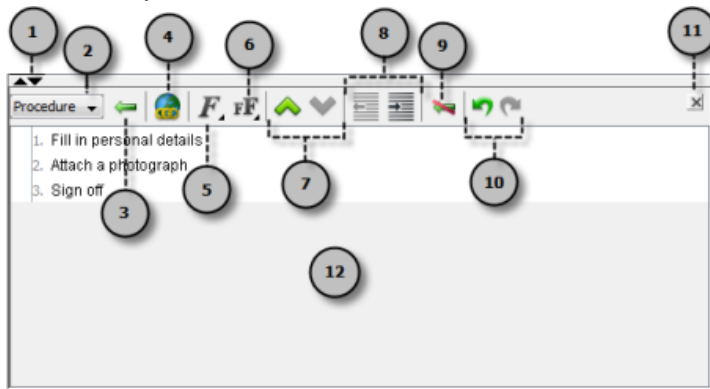 1
2
4
6
8
9
11
Procedure
F
FF
1. Fill in personal details
2. Attach a photograph
3. Sign off
3
5
7
10
12